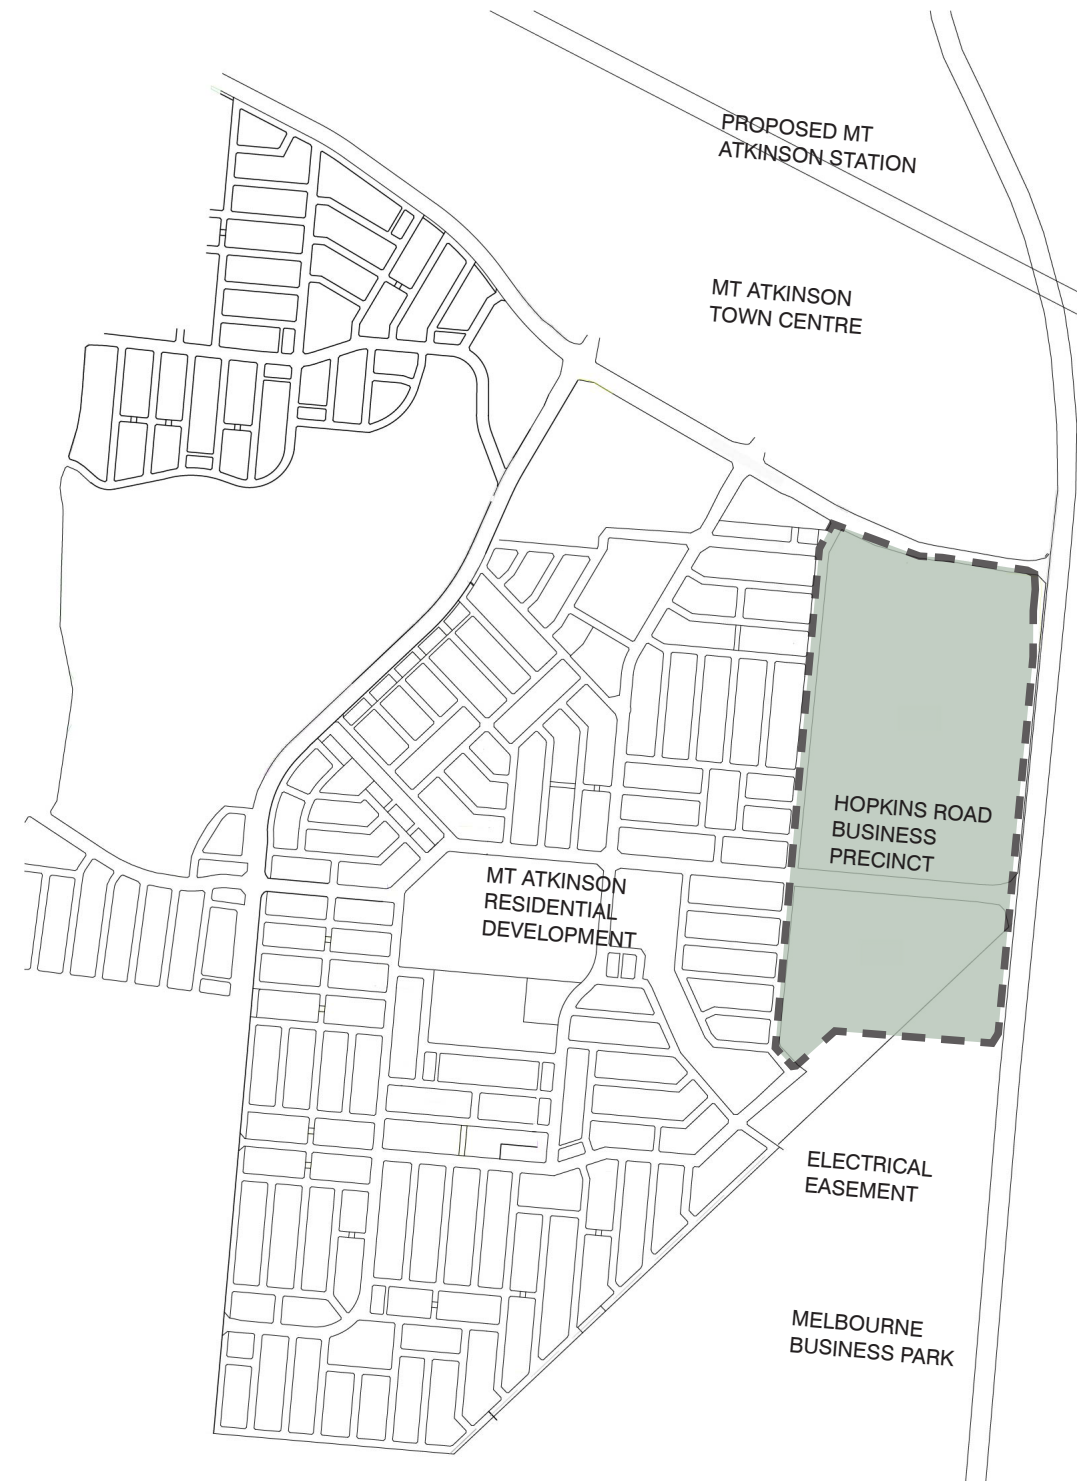 PROPOSED MT
ATKINSON STATION
MT ATKINSON
TOWN CENTRE
HOPKINS ROAD
BUSINESS
PRECINCT
MT ATKINSON
RESIDENTIAL
DEVELOPMENT
ELECTRICAL
EASEMENT
MELBOURNE
BUSINESS PARK